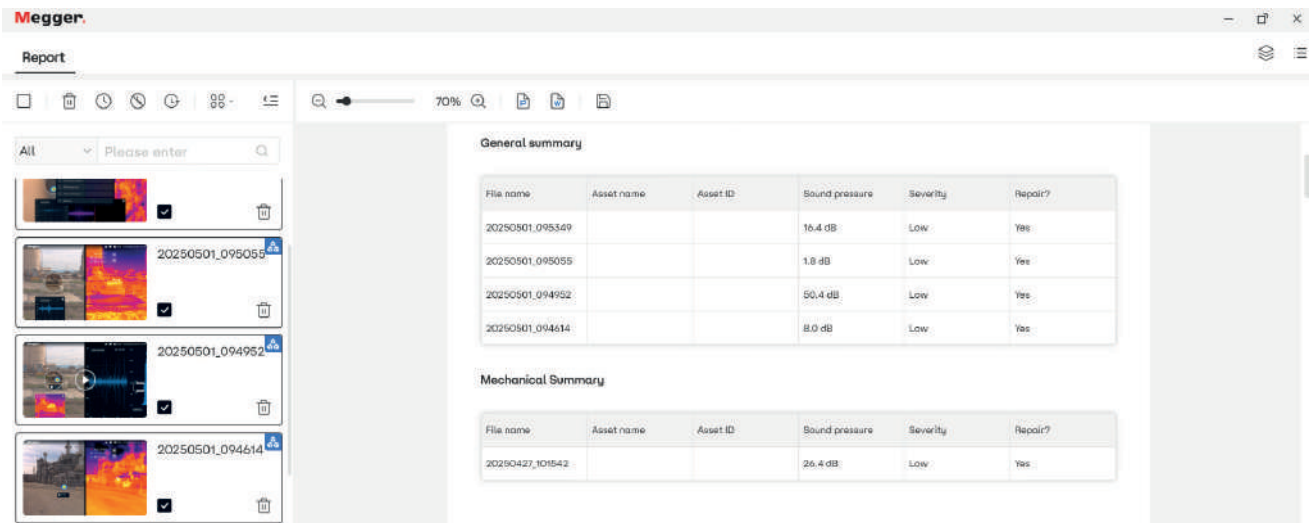 Megger.
Report
70%
All Please enter
20250501_095055
20250501_094952
20250501_094614
General summary
File name Asset name Asset ID Sound pressure Severity Repair?
20250501_095349 16.4 dB Low Yes
20250501_095055 1.8 dB Low Yes
20250501_094952 50.4 dB Low Yes
20250501_094614 8.0 dB Low Yes
Mechanical Summary
File name Asset name Asset ID Sound pressure Severity Repair?
20250427_101542 26.4 dB Low Yes